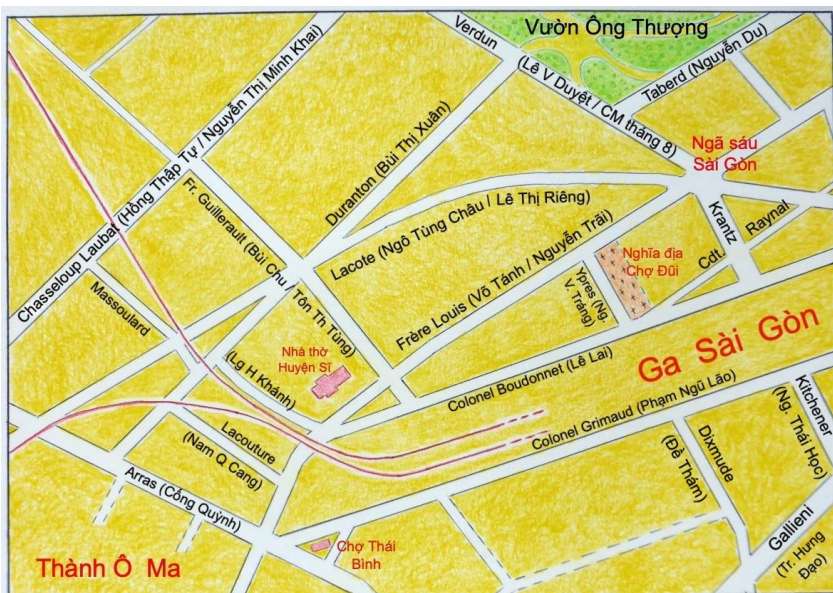 Vườn Ông Thượng
Verdun
(Lê V Duyệt / CM tháng 8)
Taberd (Nguyễn Du)
Ngã sáu
Sài Gòn
Chasseloup Laubat (Hồng Thập Tự / Nguyễn Thị Minh Khai)
Duranton (Bùi Thị Xuân)
Fr. Guillerault (Bùi Chu / Tôn Th Tùng)
Lacote (Ngô Tùng Châu / Lê Thị Riêng)
Frère Louis (Võ Tánh / Nguyễn Trãi)
Krantz
Cdt. Raynal
Nghĩa địa
Chợ Đũi
Ypres (Ng.
V. Tráng)
Massoulard
(Lg H Khánh)
Nhà thờ
Huyện Sĩ
Ga Sài Gòn
Colonel Boudonnet (Lê Lai)
Colonel Grimaud (Phạm Ngũ Lão)
Kitchener
(Ng. Thái Học)
Lacouture
(Nam Q Cang)
Arras (Cống Quỳnh)
Dixmude
(Đề Thám)
Gallieni
(Tr. Hưng
Đạo)
Chợ Thái
Bình
Thành Ô Ma